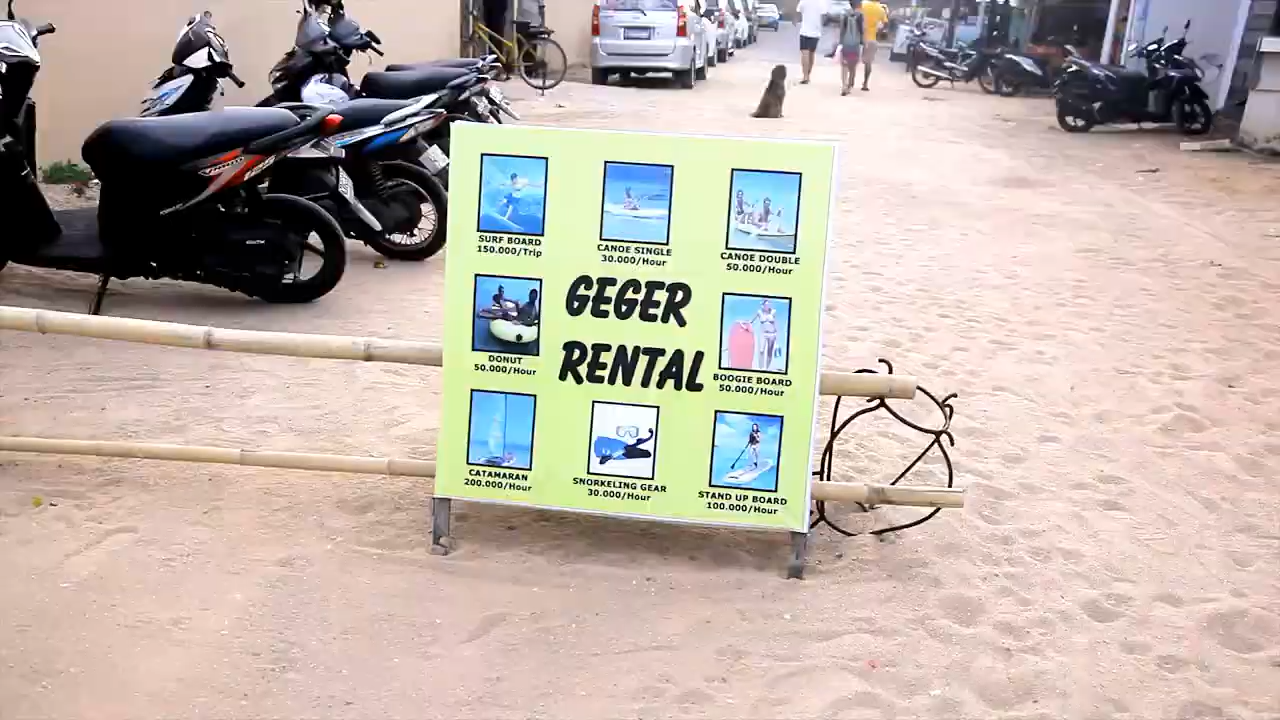 SURF BOARD
150.000/Trip
CANOE SINGLE
30.000/Hour
CANOE DOUBLE
50.000/Hour
GEGER
RENTAL
DONUT
50.000/Hour
BOOGIE BOARD
50.000/Hour
CATAMARAN
200.000/Hour
SNORKELING GEAR
30.000/Hour
STAND UP BOARD
100.000/Hour